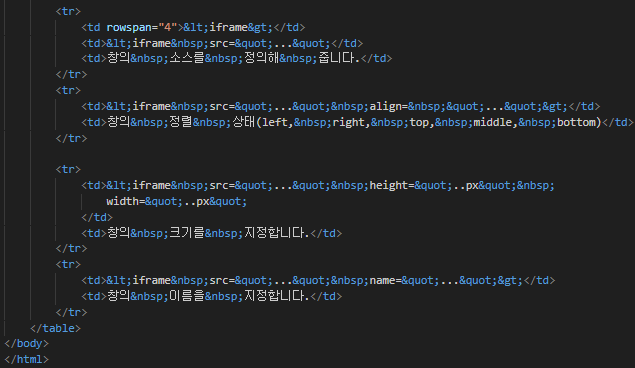 <tr>
<td rowspan="4">&lt;iframe&gt;</td>
<td>&lt;iframe&nbsp;src=&quot;...&quot;</td>
<td>창의&nbsp;소스를&nbsp;정의해&nbsp;줍니다.</td>
</tr>
<tr>
<td>&lt;iframe&nbsp;src=&quot;...&quot;&nbsp;align=&nbsp;&quot;...&quot;&gt;</td>
<td>창의&nbsp;정렬&nbsp;상태(left,&nbsp;right,&nbsp;top,&nbsp;middle,&nbsp;bottom)</td>
</tr>
<tr>
<td>&lt;iframe&nbsp;src=&quot;...&quot;&nbsp;height=&quot;..px&quot;&nbsp;
width=&quot;..px&quot;
</td>
<td>창의&nbsp;크기를&nbsp;지정합니다.</td>
</tr>
<tr>
<td>&lt;iframe&nbsp;src=&quot;...&quot;&nbsp;name=&quot;...&quot;&gt;</td>
<td>창의&nbsp;이름을&nbsp;지정합니다.</td>
</tr>
</table>
</body>
</html>